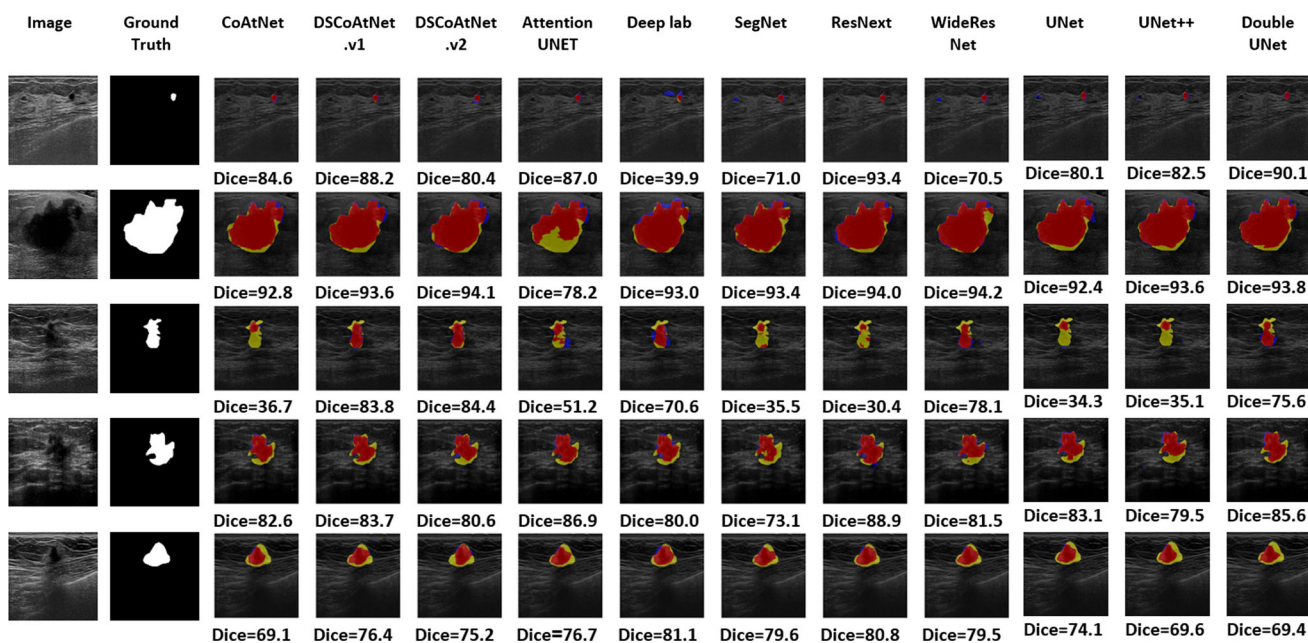 Image Ground CoAtNet DSCoAtNet DSCoAtNet Attention Deep lab SegNet ResNext WideRes UNet UNet++ Double
Truth .v1 .v2 UNET Net UNet
Dice=84.6 Dice=88.2 Dice=80.4 Dice=87.0 Dice=39.9 Dice=71.0 Dice=93.4 Dice=70.5 Dice=80.1 Dice=82.5 Dice=90.1
Dice=92.8 Dice=93.6 Dice=94.1 Dice=78.2 Dice=93.0 Dice=93.4 Dice=94.0 Dice=94.2 Dice=92.4 Dice=93.6 Dice=93.8
Dice=36.7 Dice=83.8 Dice=84.4 Dice=51.2 Dice=70.6 Dice=35.5 Dice=30.4 Dice=78.1 Dice=34.3 Dice=35.1 Dice=75.6
Dice=82.6 Dice=83.7 Dice=80.6 Dice=86.9 Dice=80.0 Dice=73.1 Dice=88.9 Dice=81.5 Dice=83.1 Dice=79.5 Dice=85.6
Dice=69.1 Dice=76.4 Dice=75.2 Dice=76.7 Dice=81.1 Dice=79.6 Dice=80.8 Dice=79.5 Dice=74.1 Dice=69.6 Dice=69.4